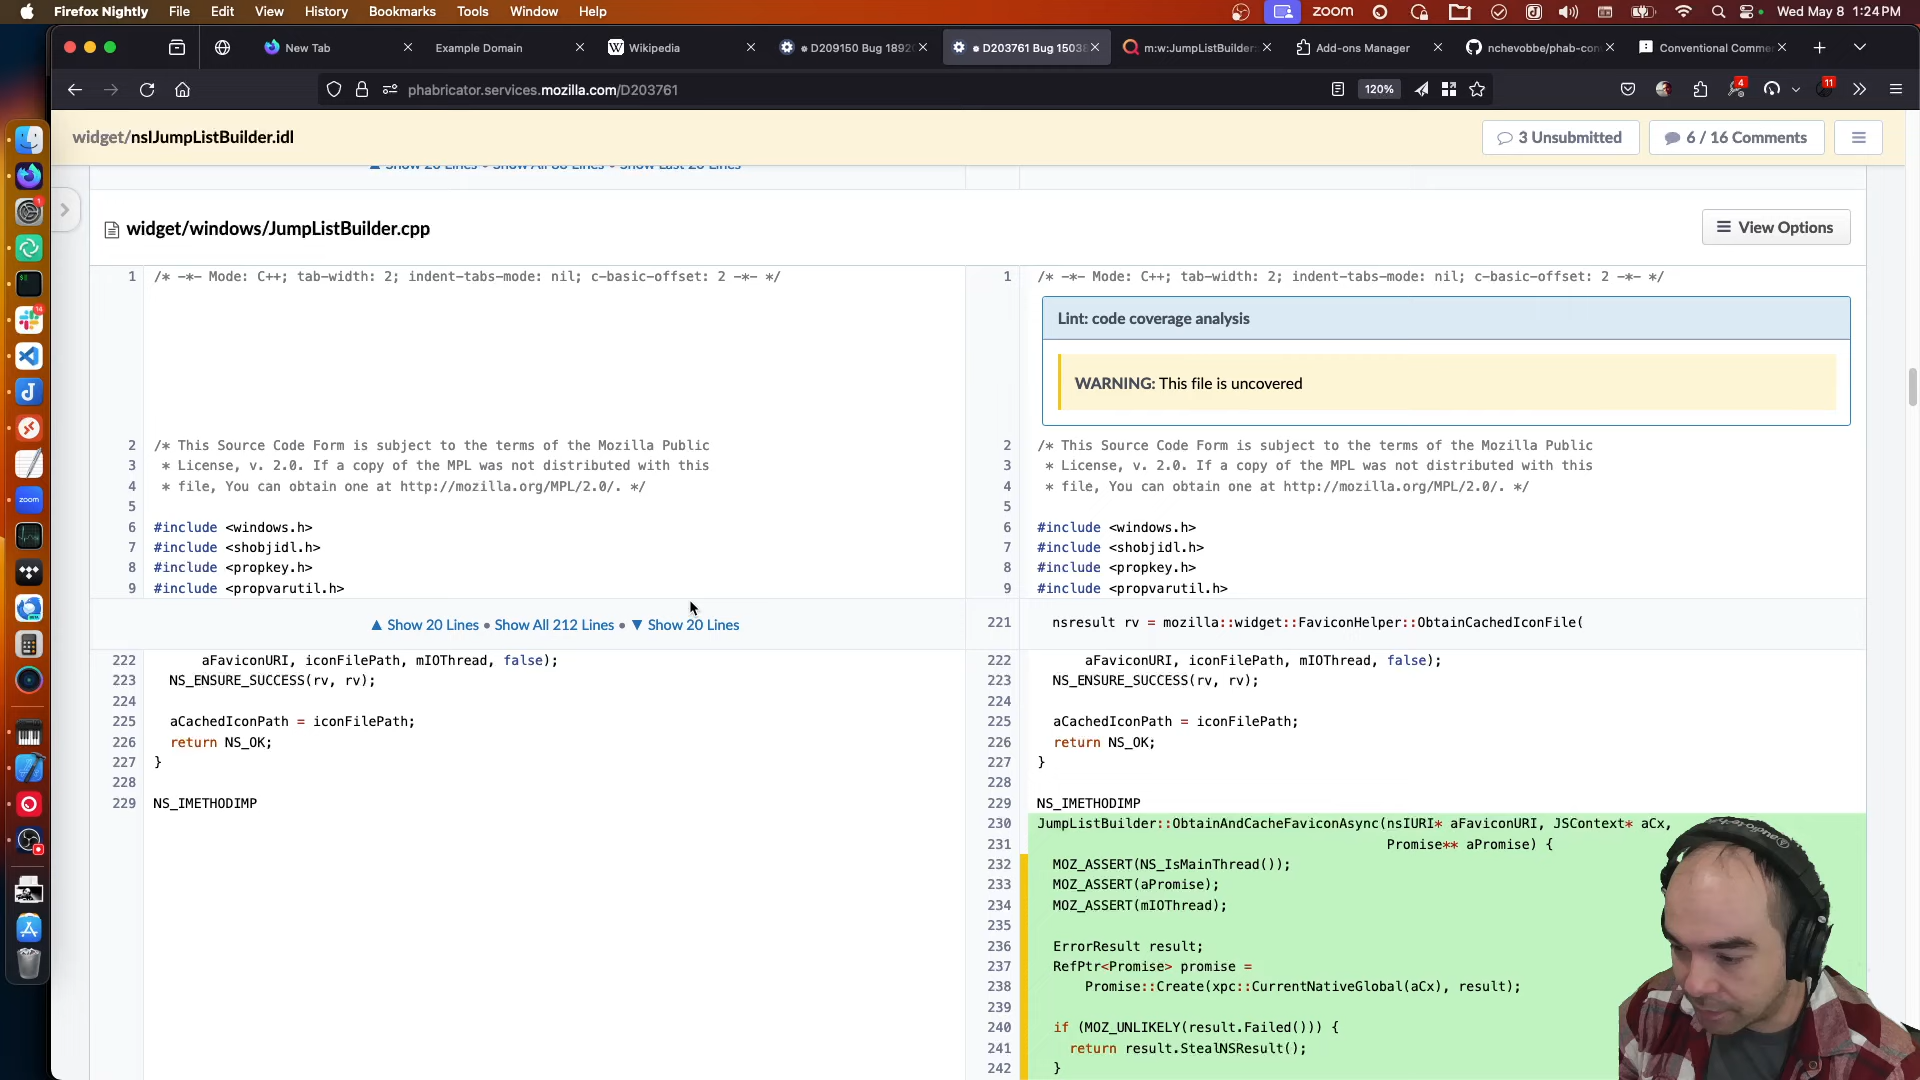 Firefox Nightly File Edit View History Bookmarks Tools Window Help zoom Wed May 8 1:24 PM
New Tab Example Domain Wikipedia D209150 Bug 1892 D203761 Bug 1503 m:w:JumpListBuilder: Add-ons Manager nchevobbe/phab-con Conventional Comme
phabricator.services.mozilla.com/D203761 120% 4 11
widget/nsIJumpListBuilder.idl 3 Unsubmitted 6 / 16 Comments
▲ Show 20 Lines • Show All 88 Lines • Show Last 20 Lines
widget/windows/JumpListBuilder.cpp View Options
1 /* -*- Mode: C++; tab-width: 2; indent-tabs-mode: nil; c-basic-offset: 2 -*- */ 1 /* -*- Mode: C++; tab-width: 2; indent-tabs-mode: nil; c-basic-offset: 2 -*- */
Lint: code coverage analysis
WARNING: This file is uncovered
2 /* This Source Code Form is subject to the terms of the Mozilla Public 2 /* This Source Code Form is subject to the terms of the Mozilla Public
3 * License, v. 2.0. If a copy of the MPL was not distributed with this 3 * License, v. 2.0. If a copy of the MPL was not distributed with this
4 * file, You can obtain one at http://mozilla.org/MPL/2.0/. */ 4 * file, You can obtain one at http://mozilla.org/MPL/2.0/. */
5 5
6 #include <windows.h> 6 #include <windows.h>
7 #include <shobjidl.h> 7 #include <shobjidl.h>
8 #include <propkey.h> 8 #include <propkey.h>
9 #include <propvarutil.h> 9 #include <propvarutil.h>
▲ Show 20 Lines • Show All 212 Lines • ▼ Show 20 Lines 221 nsresult rv = mozilla::widget::FaviconHelper::ObtainCachedIconFile(
222 aFaviconURI, iconFilePath, mIOThread, false); 222 aFaviconURI, iconFilePath, mIOThread, false);
223 NS_ENSURE_SUCCESS(rv, rv); 223 NS_ENSURE_SUCCESS(rv, rv);
224 224
225 aCachedIconPath = iconFilePath; 225 aCachedIconPath = iconFilePath;
226 return NS_OK; 226 return NS_OK;
227 } 227 }
228 228
229 NS_IMETHODIMP 229 NS_IMETHODIMP
230 JumpListBuilder::ObtainAndCacheFaviconAsync(nsIURI* aFaviconURI, JSContext* aCx,
231 Promise** aPromise) {
232 MOZ_ASSERT(NS_IsMainThread());
233 MOZ_ASSERT(aPromise);
234 MOZ_ASSERT(mIOThread);
235
236 ErrorResult result;
237 RefPtr<Promise> promise =
238 Promise::Create(xpc::CurrentNativeGlobal(aCx), result);
239
240 if (MOZ_UNLIKELY(result.Failed())) {
241 return result.StealNSResult();
242 }